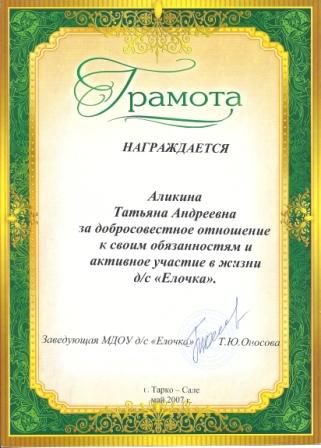 Грамота
НАГРАЖДАЕТСЯ
Аликина
Татьяна Андреевна
за добросовестное отношение
к своим обязанностям и
активное участие в жизни
д/с «Елочка».
Заведующая МДОУ д/с «Елочка» Т.Ю.Оносова
г. Тарко – Сале
май 2007 г.